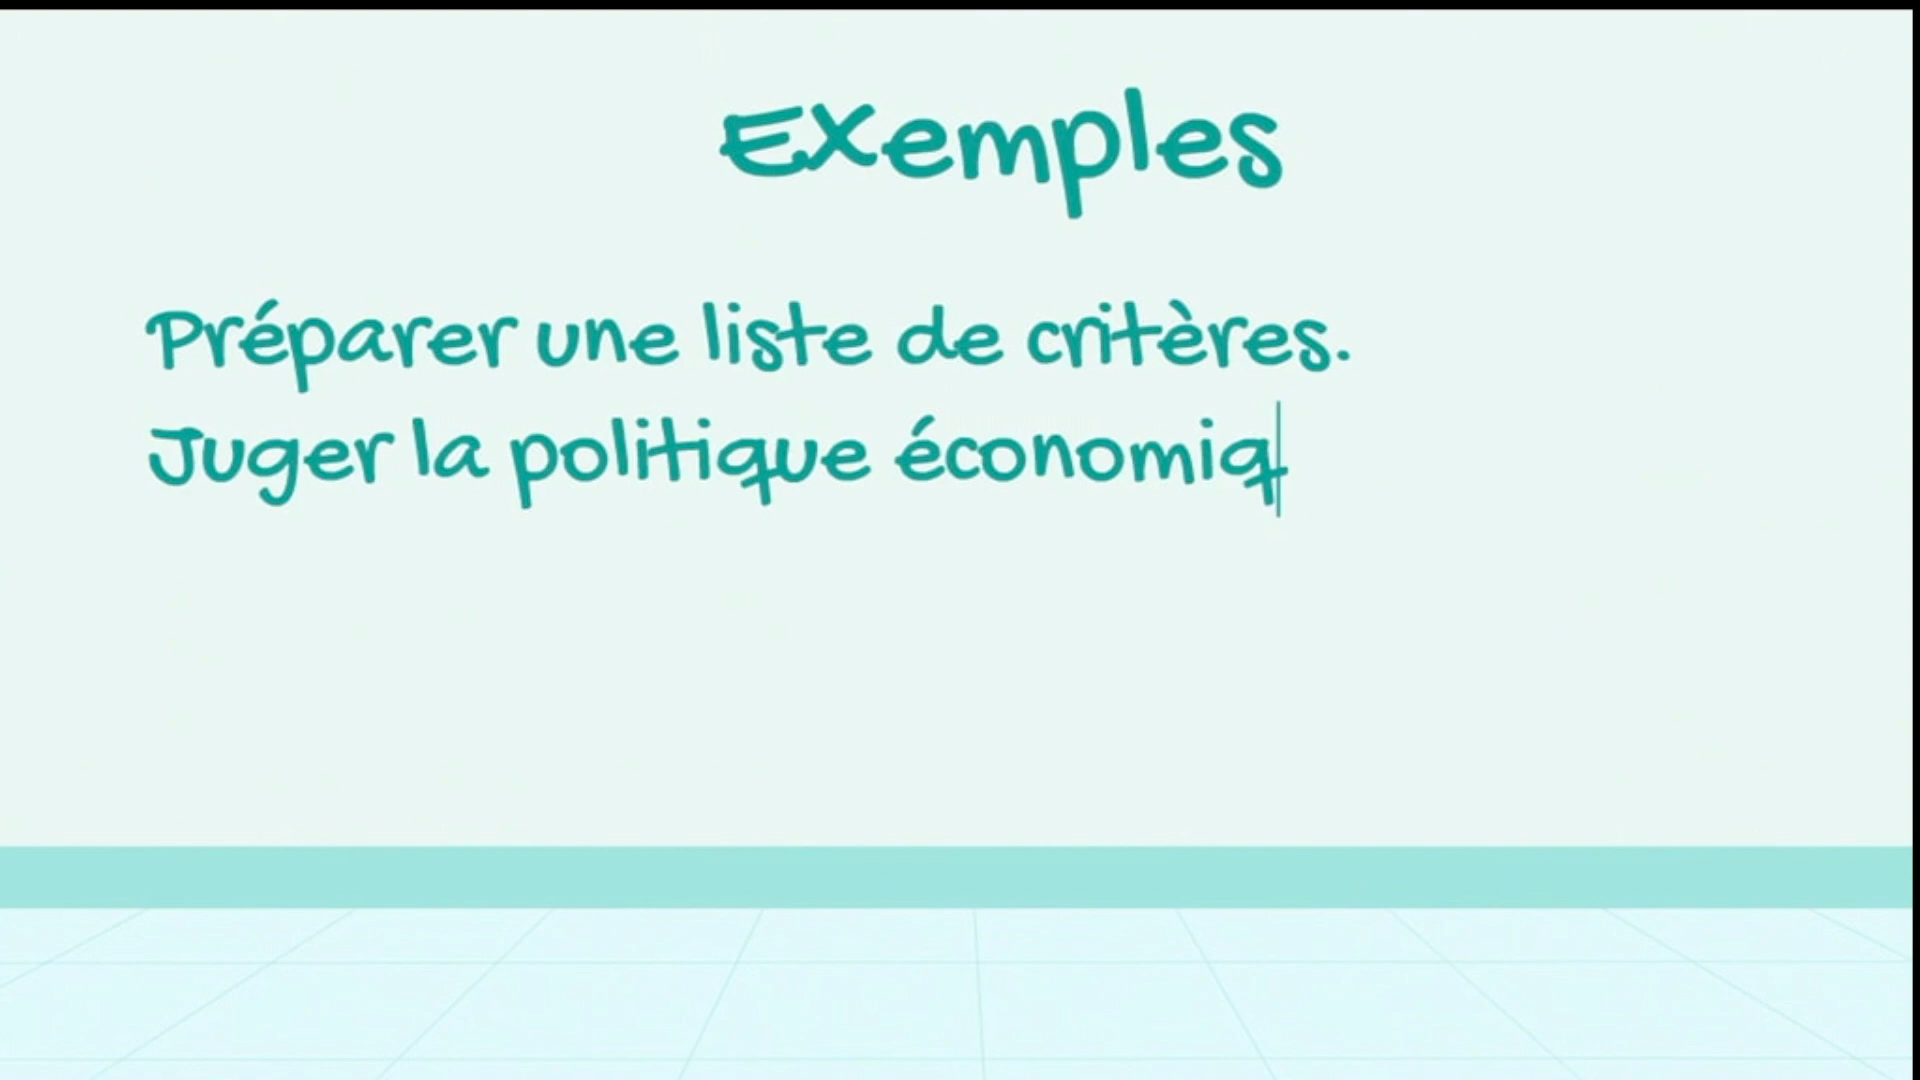 Exemples
Préparer une liste de critères.
Juger la politique économiq